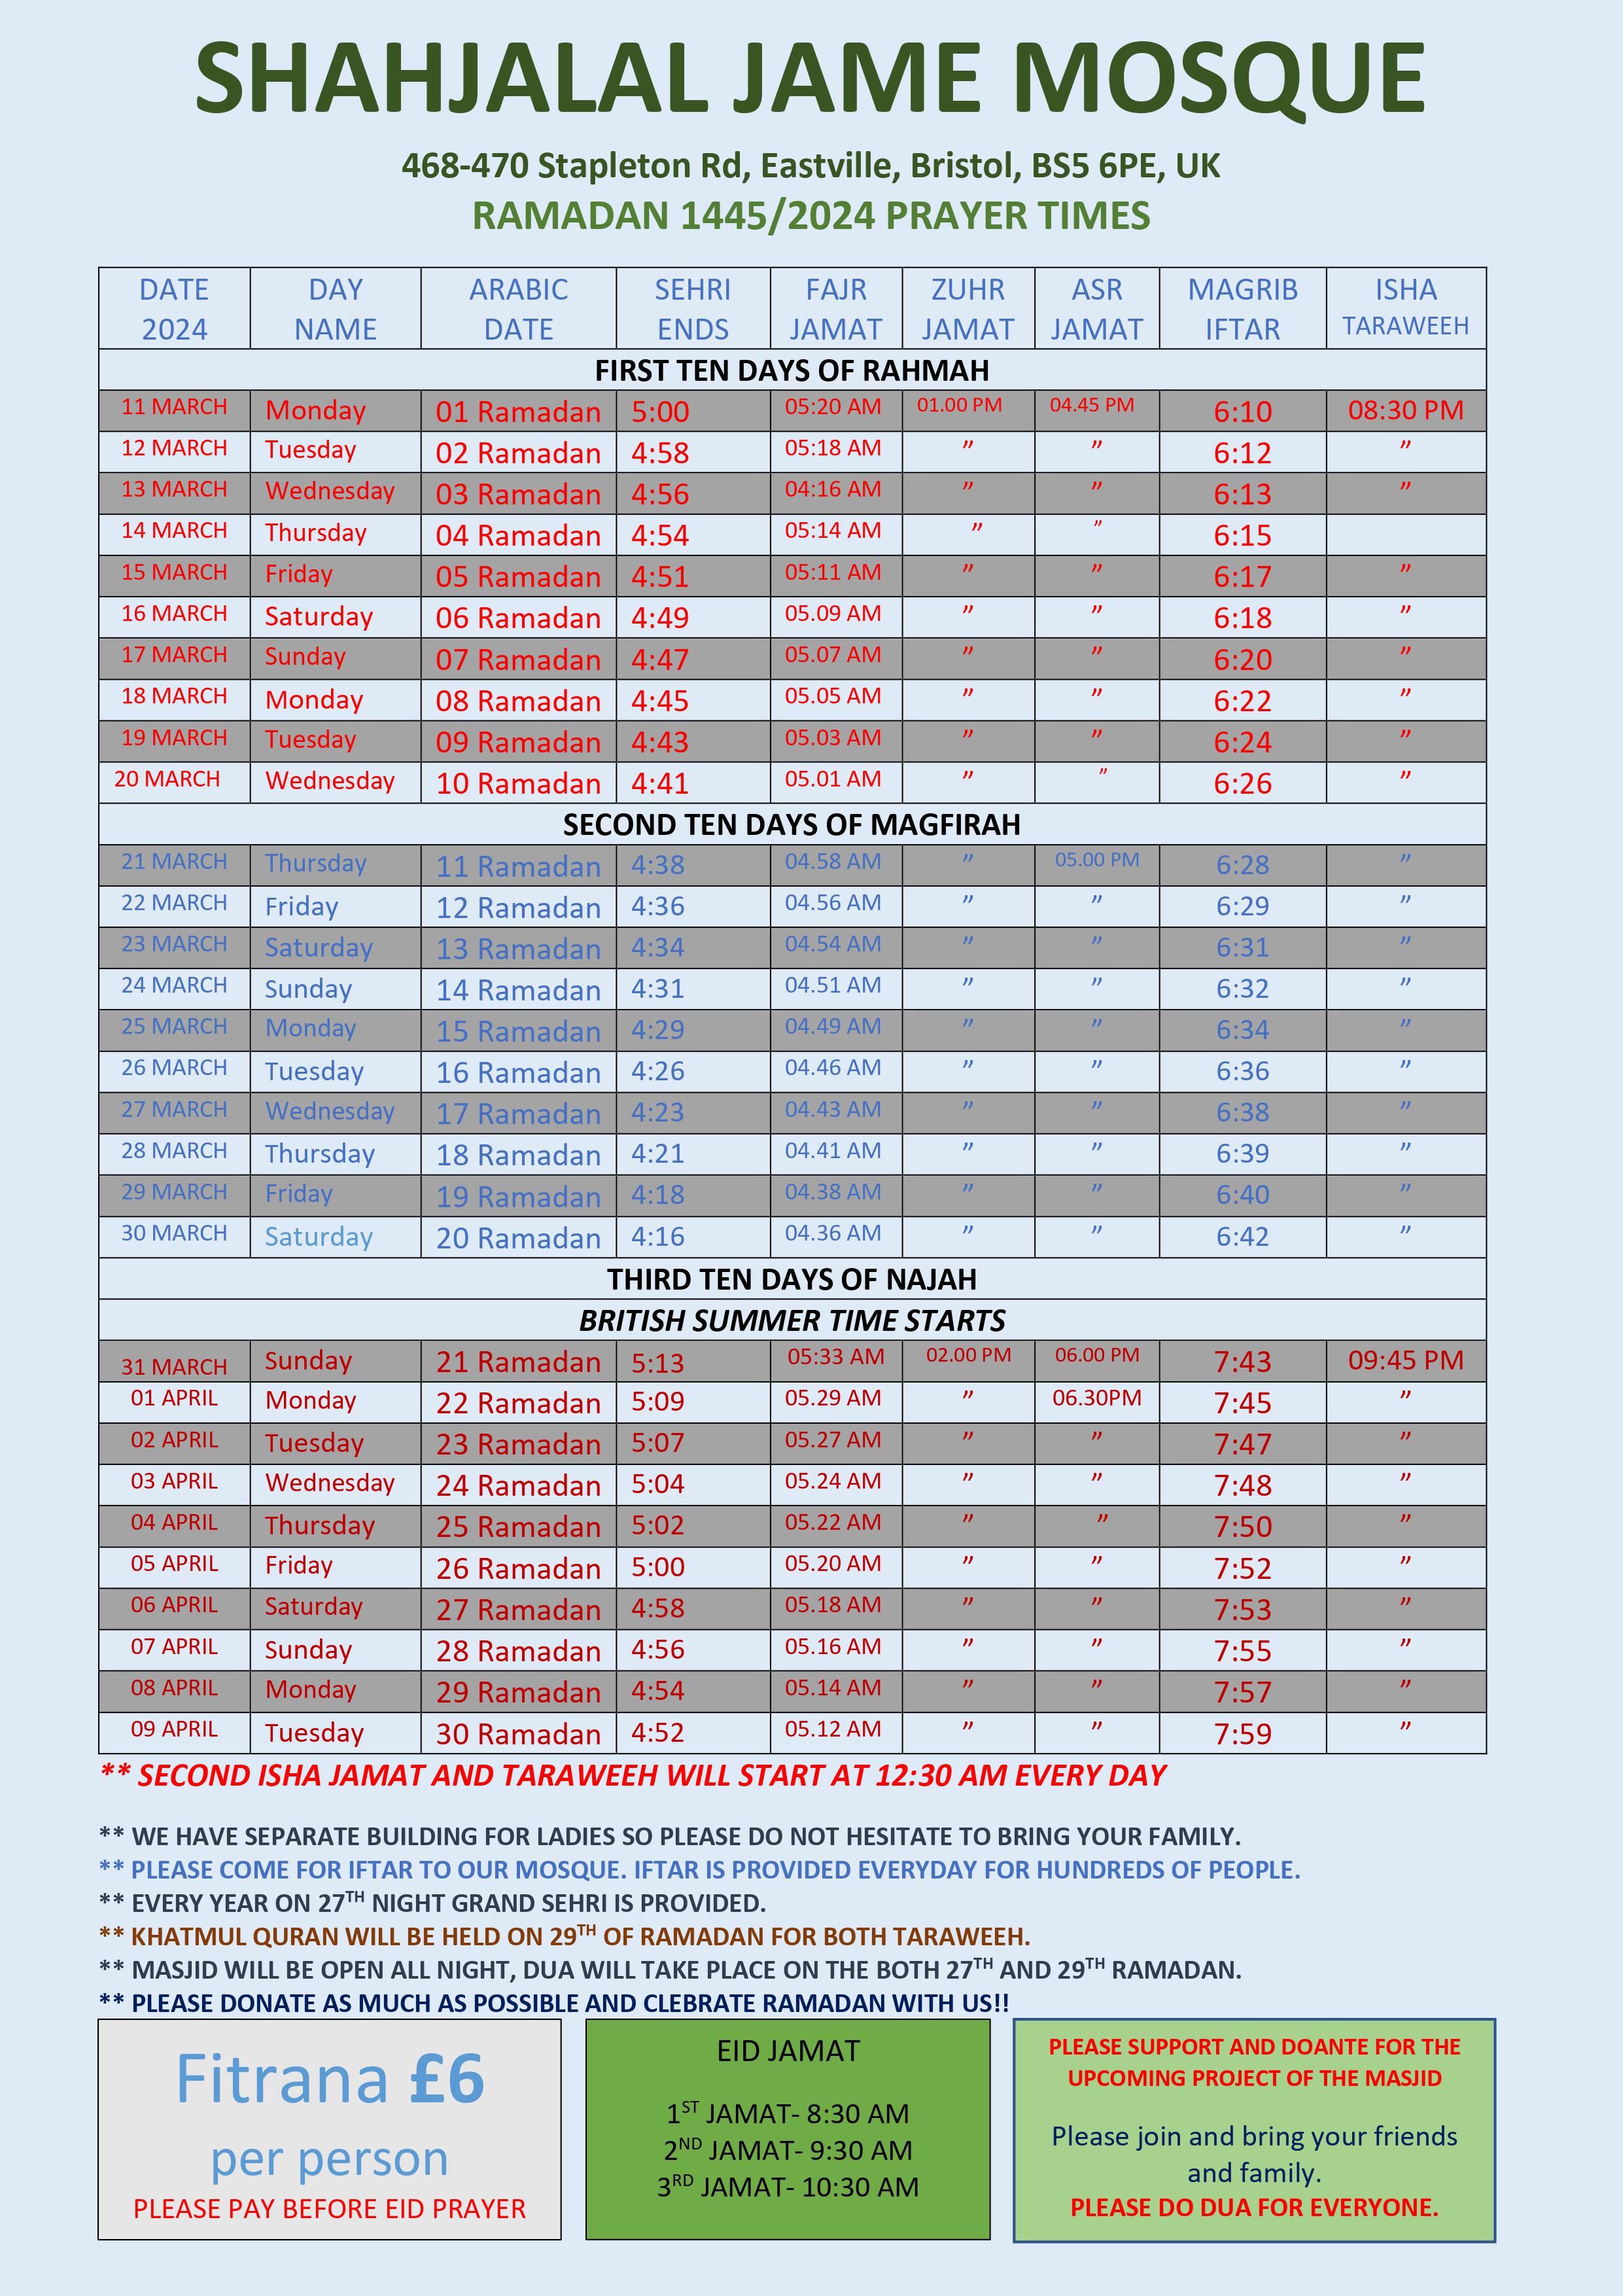 SHAHJALAL JAME MOSQUE
468-470 Stapleton Rd, Eastville, Bristol, BS5 6PE, UK
RAMADAN 1445/2024 PRAYER TIMES
DATE 2024 DAY NAME ARABIC DATE SEHRI ENDS FAJR JAMAT ZUHR JAMAT ASR JAMAT MAGRIB IFTAR ISHA TARAWEEH
FIRST TEN DAYS OF RAHMAH
11 MARCH Monday 01 Ramadan 5:00 05:20 AM 01.00 PM 04.45 PM 6:10 08:30 PM
12 MARCH Tuesday 02 Ramadan 4:58 05:18 AM ” ” 6:12 ”
13 MARCH Wednesday 03 Ramadan 4:56 04:16 AM ” ” 6:13 ”
14 MARCH Thursday 04 Ramadan 4:54 05:14 AM ” ” 6:15
15 MARCH Friday 05 Ramadan 4:51 05:11 AM ” ” 6:17 ”
16 MARCH Saturday 06 Ramadan 4:49 05.09 AM ” ” 6:18 ”
17 MARCH Sunday 07 Ramadan 4:47 05.07 AM ” ” 6:20 ”
18 MARCH Monday 08 Ramadan 4:45 05.05 AM ” ” 6:22 ”
19 MARCH Tuesday 09 Ramadan 4:43 05.03 AM ” ” 6:24 ”
20 MARCH Wednesday 10 Ramadan 4:41 05.01 AM ” ” 6:26 ”
SECOND TEN DAYS OF MAGFIRAH
21 MARCH Thursday 11 Ramadan 4:38 04.58 AM ” 05.00 PM 6:28 ”
22 MARCH Friday 12 Ramadan 4:36 04.56 AM ” ” 6:29 ”
23 MARCH Saturday 13 Ramadan 4:34 04.54 AM ” ” 6:31 ”
24 MARCH Sunday 14 Ramadan 4:31 04.51 AM ” ” 6:32 ”
25 MARCH Monday 15 Ramadan 4:29 04.49 AM ” ” 6:34 ”
26 MARCH Tuesday 16 Ramadan 4:26 04.46 AM ” ” 6:36 ”
27 MARCH Wednesday 17 Ramadan 4:23 04.43 AM ” ” 6:38 ”
28 MARCH Thursday 18 Ramadan 4:21 04.41 AM ” ” 6:39 ”
29 MARCH Friday 19 Ramadan 4:18 04.38 AM ” ” 6:40 ”
30 MARCH Saturday 20 Ramadan 4:16 04.36 AM ” ” 6:42 ”
THIRD TEN DAYS OF NAJAH
BRITISH SUMMER TIME STARTS
31 MARCH Sunday 21 Ramadan 5:13 05:33 AM 02.00 PM 06.00 PM 7:43 09:45 PM
01 APRIL Monday 22 Ramadan 5:09 05.29 AM ” 06.30PM 7:45 ”
02 APRIL Tuesday 23 Ramadan 5:07 05.27 AM ” ” 7:47 ”
03 APRIL Wednesday 24 Ramadan 5:04 05.24 AM ” ” 7:48 ”
04 APRIL Thursday 25 Ramadan 5:02 05.22 AM ” ” 7:50 ”
05 APRIL Friday 26 Ramadan 5:00 05.20 AM ” ” 7:52 ”
06 APRIL Saturday 27 Ramadan 4:58 05.18 AM ” ” 7:53 ”
07 APRIL Sunday 28 Ramadan 4:56 05.16 AM ” ” 7:55 ”
08 APRIL Monday 29 Ramadan 4:54 05.14 AM ” ” 7:57 ”
09 APRIL Tuesday 30 Ramadan 4:52 05.12 AM ” ” 7:59 ”
** SECOND ISHA JAMAT AND TARAWEEH WILL START AT 12:30 AM EVERY DAY
** WE HAVE SEPARATE BUILDING FOR LADIES SO PLEASE DO NOT HESITATE TO BRING YOUR FAMILY.
** PLEASE COME FOR IFTAR TO OUR MOSQUE. IFTAR IS PROVIDED EVERYDAY FOR HUNDREDS OF PEOPLE.
** EVERY YEAR ON 27TH NIGHT GRAND SEHRI IS PROVIDED.
** KHATMUL QURAN WILL BE HELD ON 29TH OF RAMADAN FOR BOTH TARAWEEH.
** MASJID WILL BE OPEN ALL NIGHT, DUA WILL TAKE PLACE ON THE BOTH 27TH AND 29TH RAMADAN.
** PLEASE DONATE AS MUCH AS POSSIBLE AND CLEBRATE RAMADAN WITH US!!
Fitrana £6
per person
PLEASE PAY BEFORE EID PRAYER
EID JAMAT
1ST JAMAT- 8:30 AM
2ND JAMAT- 9:30 AM
3RD JAMAT- 10:30 AM
PLEASE SUPPORT AND DOANTE FOR THE
UPCOMING PROJECT OF THE MASJID
Please join and bring your friends
and family.
PLEASE DO DUA FOR EVERYONE.